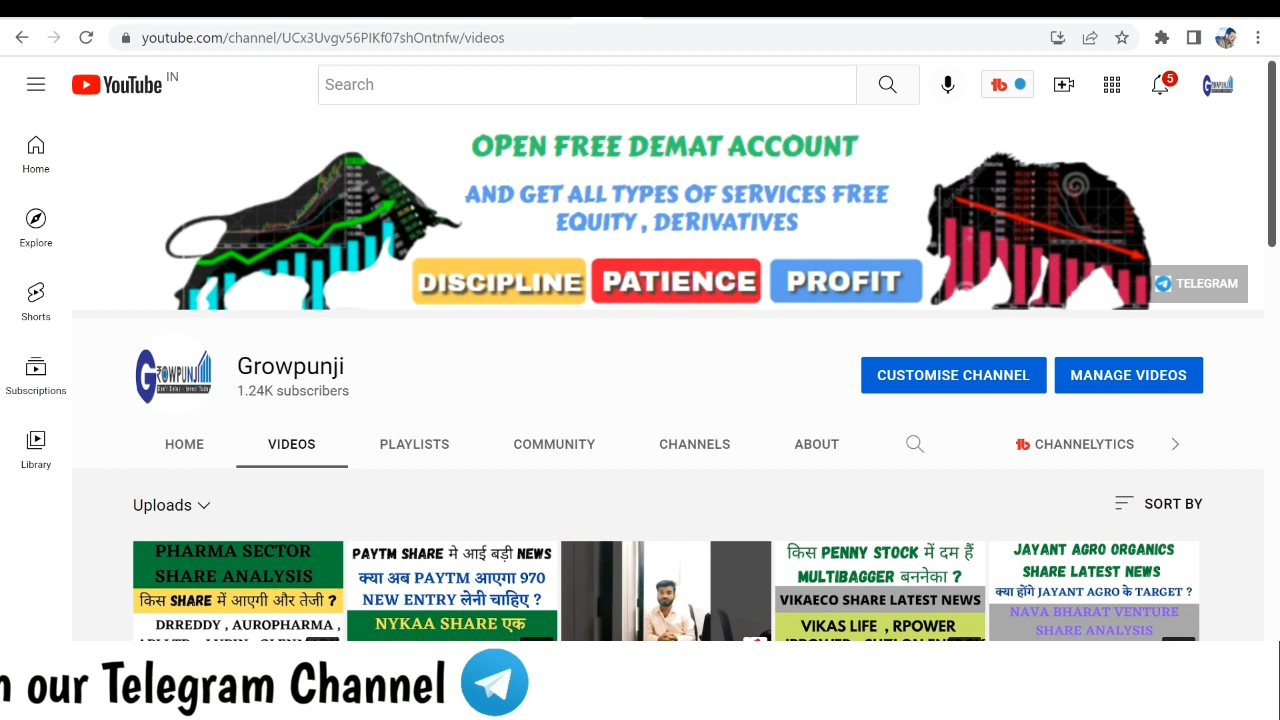 youtube.com/channel/UCx3Uvgv56PlKf07shOntnfw/videos
YouTube IN
Search
5
Home
Explore
Shorts
Subscriptions
Library
OPEN FREE DEMAT ACCOUNT
AND GET ALL TYPES OF SERVICES FREE
EQUITY , DERIVATIVES
DISCIPLINE PATIENCE PROFIT
TELEGRAM
GROWPUNJI
Growpunji
1.24K subscribers
CUSTOMISE CHANNEL MANAGE VIDEOS
HOME VIDEOS PLAYLISTS COMMUNITY CHANNELS ABOUT CHANNELYTICS
Uploads
SORT BY
PHARMA SECTOR
SHARE ANALYSIS
किस SHARE में आएगी और तेजी ?
DRREDDY , AUROPHARMA ,
PAYTM SHARE मे आई बड़ी NEWS
क्या अब PAYTM आएगा 970
NEW ENTRY लेनी चाहिए ?
NYKAA SHARE एक
किस PENNY STOCK में दम हैं
MULTIBAGGER बननेका ?
VIKAECO SHARE LATEST NEWS
VIKAS LIFE , RPOWER
JAYANT AGRO ORGANICS
SHARE LATEST NEWS
क्या होंगे JAYANT AGRO के TARGET ?
NAVA BHARAT VENTURE
SHARE ANALYSIS
our Telegram Channel